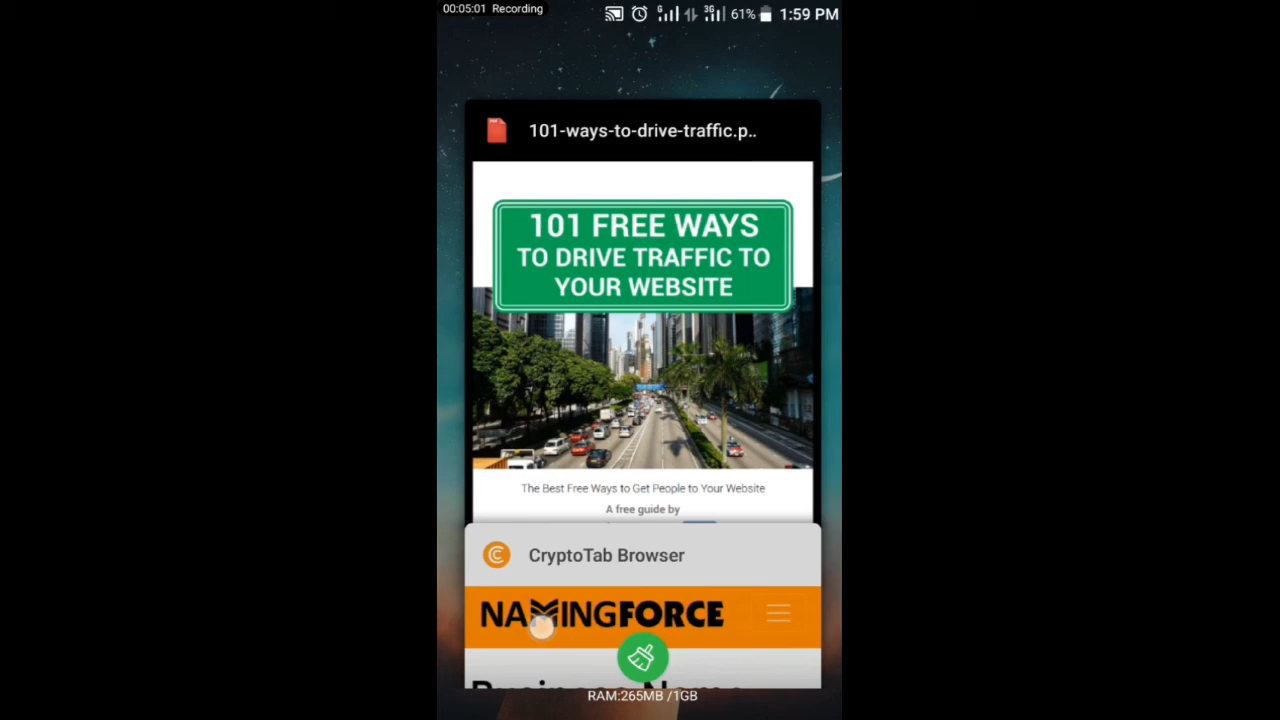 00:05:01 Recording
G 3G 61% 1:59 PM
101-ways-to-drive-traffic.p..
101 FREE WAYS
TO DRIVE TRAFFIC TO
YOUR WEBSITE
The Best Free Ways to Get People to Your Website
A free guide by
CryptoTab Browser
NAMINGFORCE
RAM:265MB /1GB